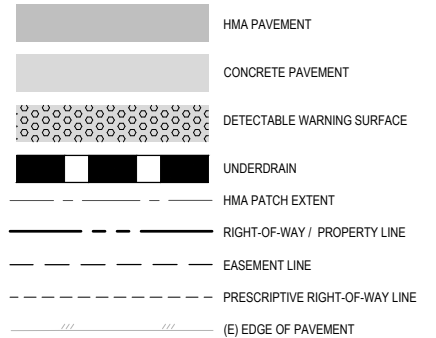 HMA PAVEMENT
CONCRETE PAVEMENT
DETECTABLE WARNING SURFACE
UNDERDRAIN
HMA PATCH EXTENT
RIGHT-OF-WAY / PROPERTY LINE
EASEMENT LINE
PRESCRIPTIVE RIGHT-OF-WAY LINE
(E) EDGE OF PAVEMENT